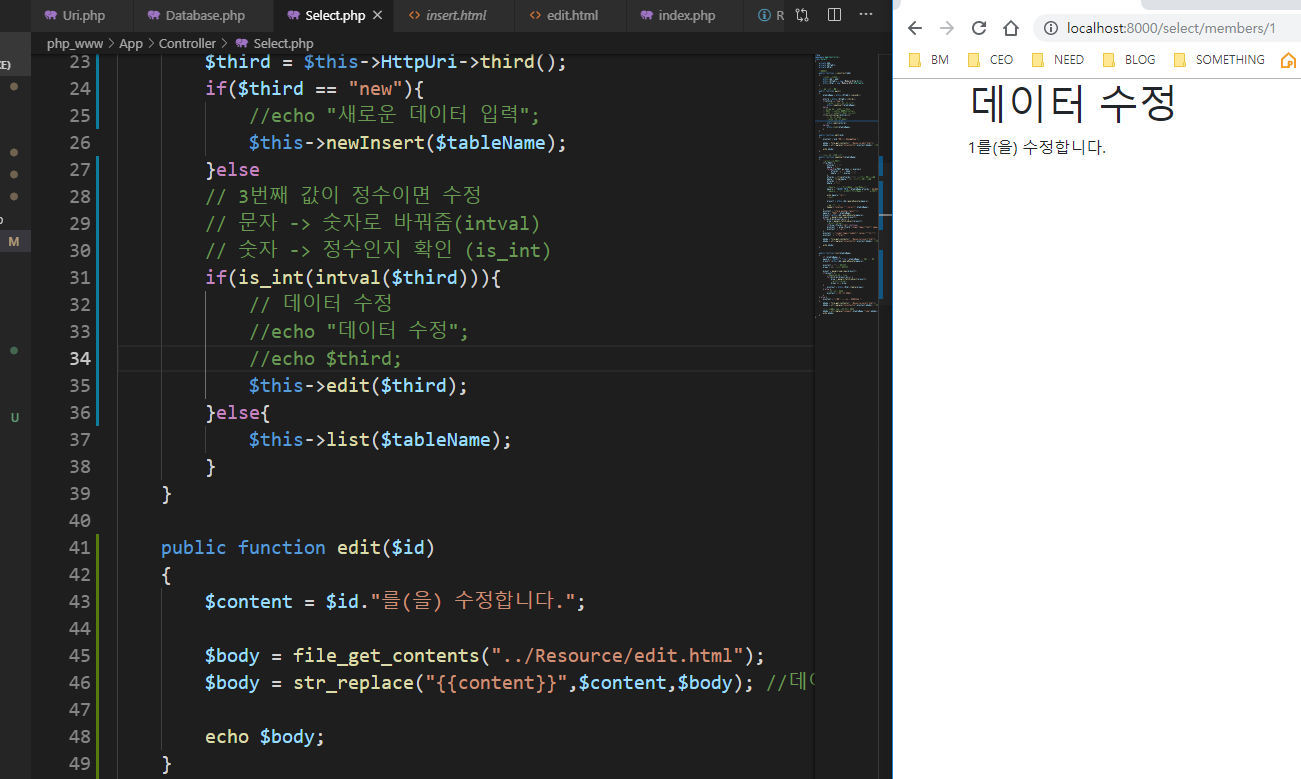 Uri.php Database.php Select.php insert.html edit.html index.php R
php_www > App > Controller > Select.php
23 $third = $this->HttpUri->third();
24 if($third == "new"){
25 //echo "새로운 데이터 입력";
26 $this->newInsert($tableName);
27 }else
28 // 3번째 값이 정수이면 수정
29 // 문자 -> 숫자로 바꿔줌(intval)
30 // 숫자 -> 정수인지 확인 (is_int)
31 if(is_int(intval($third))){
32 // 데이터 수정
33 //echo "데이터 수정";
34 //echo $third;
35 $this->edit($third);
36 }else{
37 $this->list($tableName);
38 }
39 }
40
41 public function edit($id)
42 {
43 $content = $id."를(을) 수정합니다.";
44
45 $body = file_get_contents("../Resource/edit.html");
46 $body = str_replace("{{content}}",$content,$body); //데
47
48 echo $body;
49 }
M
U
localhost:8000/select/members/1
BM CEO NEED BLOG SOMETHING
데이터 수정
1를(을) 수정합니다.